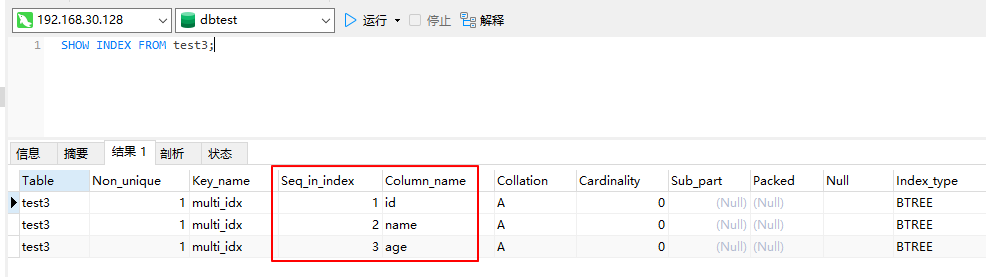 192.168.30.128 dbtest 运行 停止 解释
1 SHOW INDEX FROM test3;
信息 摘要 结果 1 剖析 状态
Table Non_unique Key_name Seq_in_index Column_name Collation Cardinality Sub_part Packed Null Index_type
test3 1 multi_idx 1 id A 0 (Null) (Null) BTREE
test3 1 multi_idx 2 name A 0 (Null) (Null) BTREE
test3 1 multi_idx 3 age A 0 (Null) (Null) BTREE